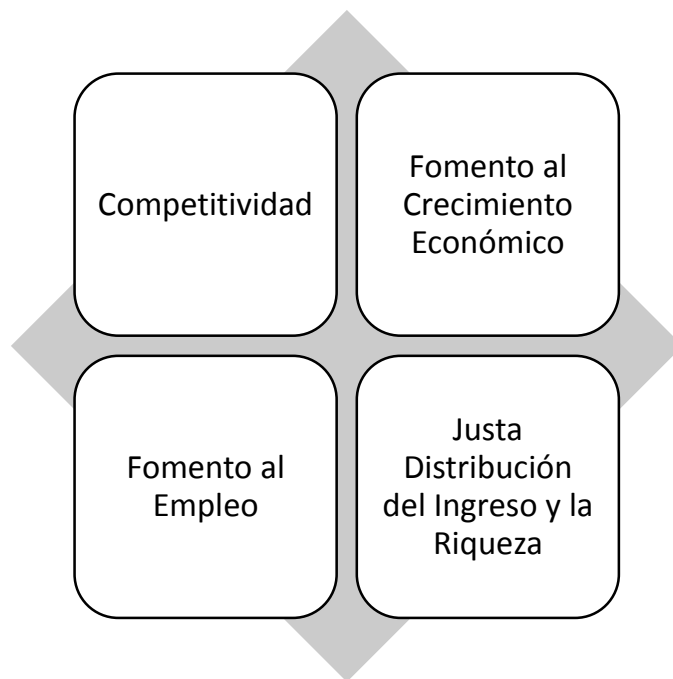 Competitividad
Fomento al
Crecimiento
Económico
Fomento al
Empleo
Justa
Distribución
del Ingreso y la
Riqueza